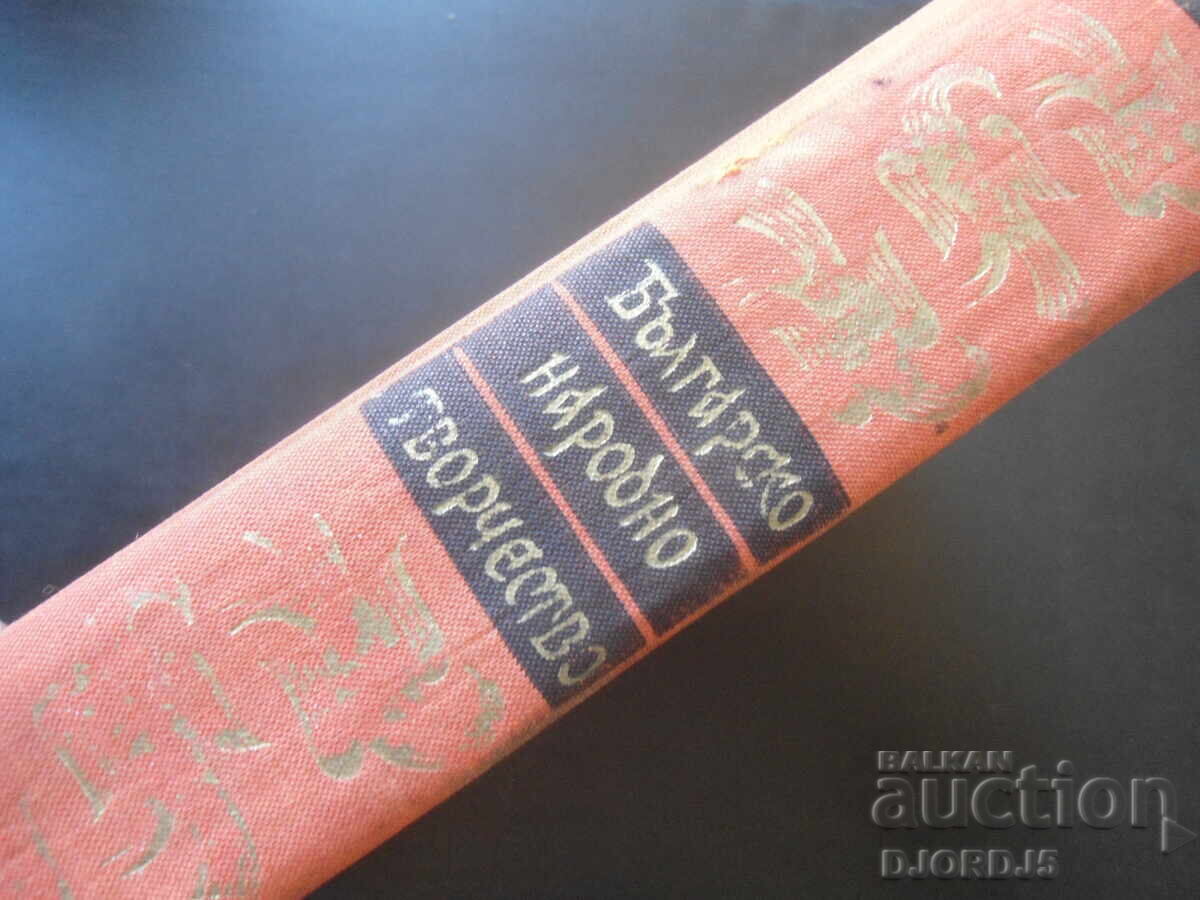 Българско
народно
творчество
BALKAN
auction
DJORDJ5